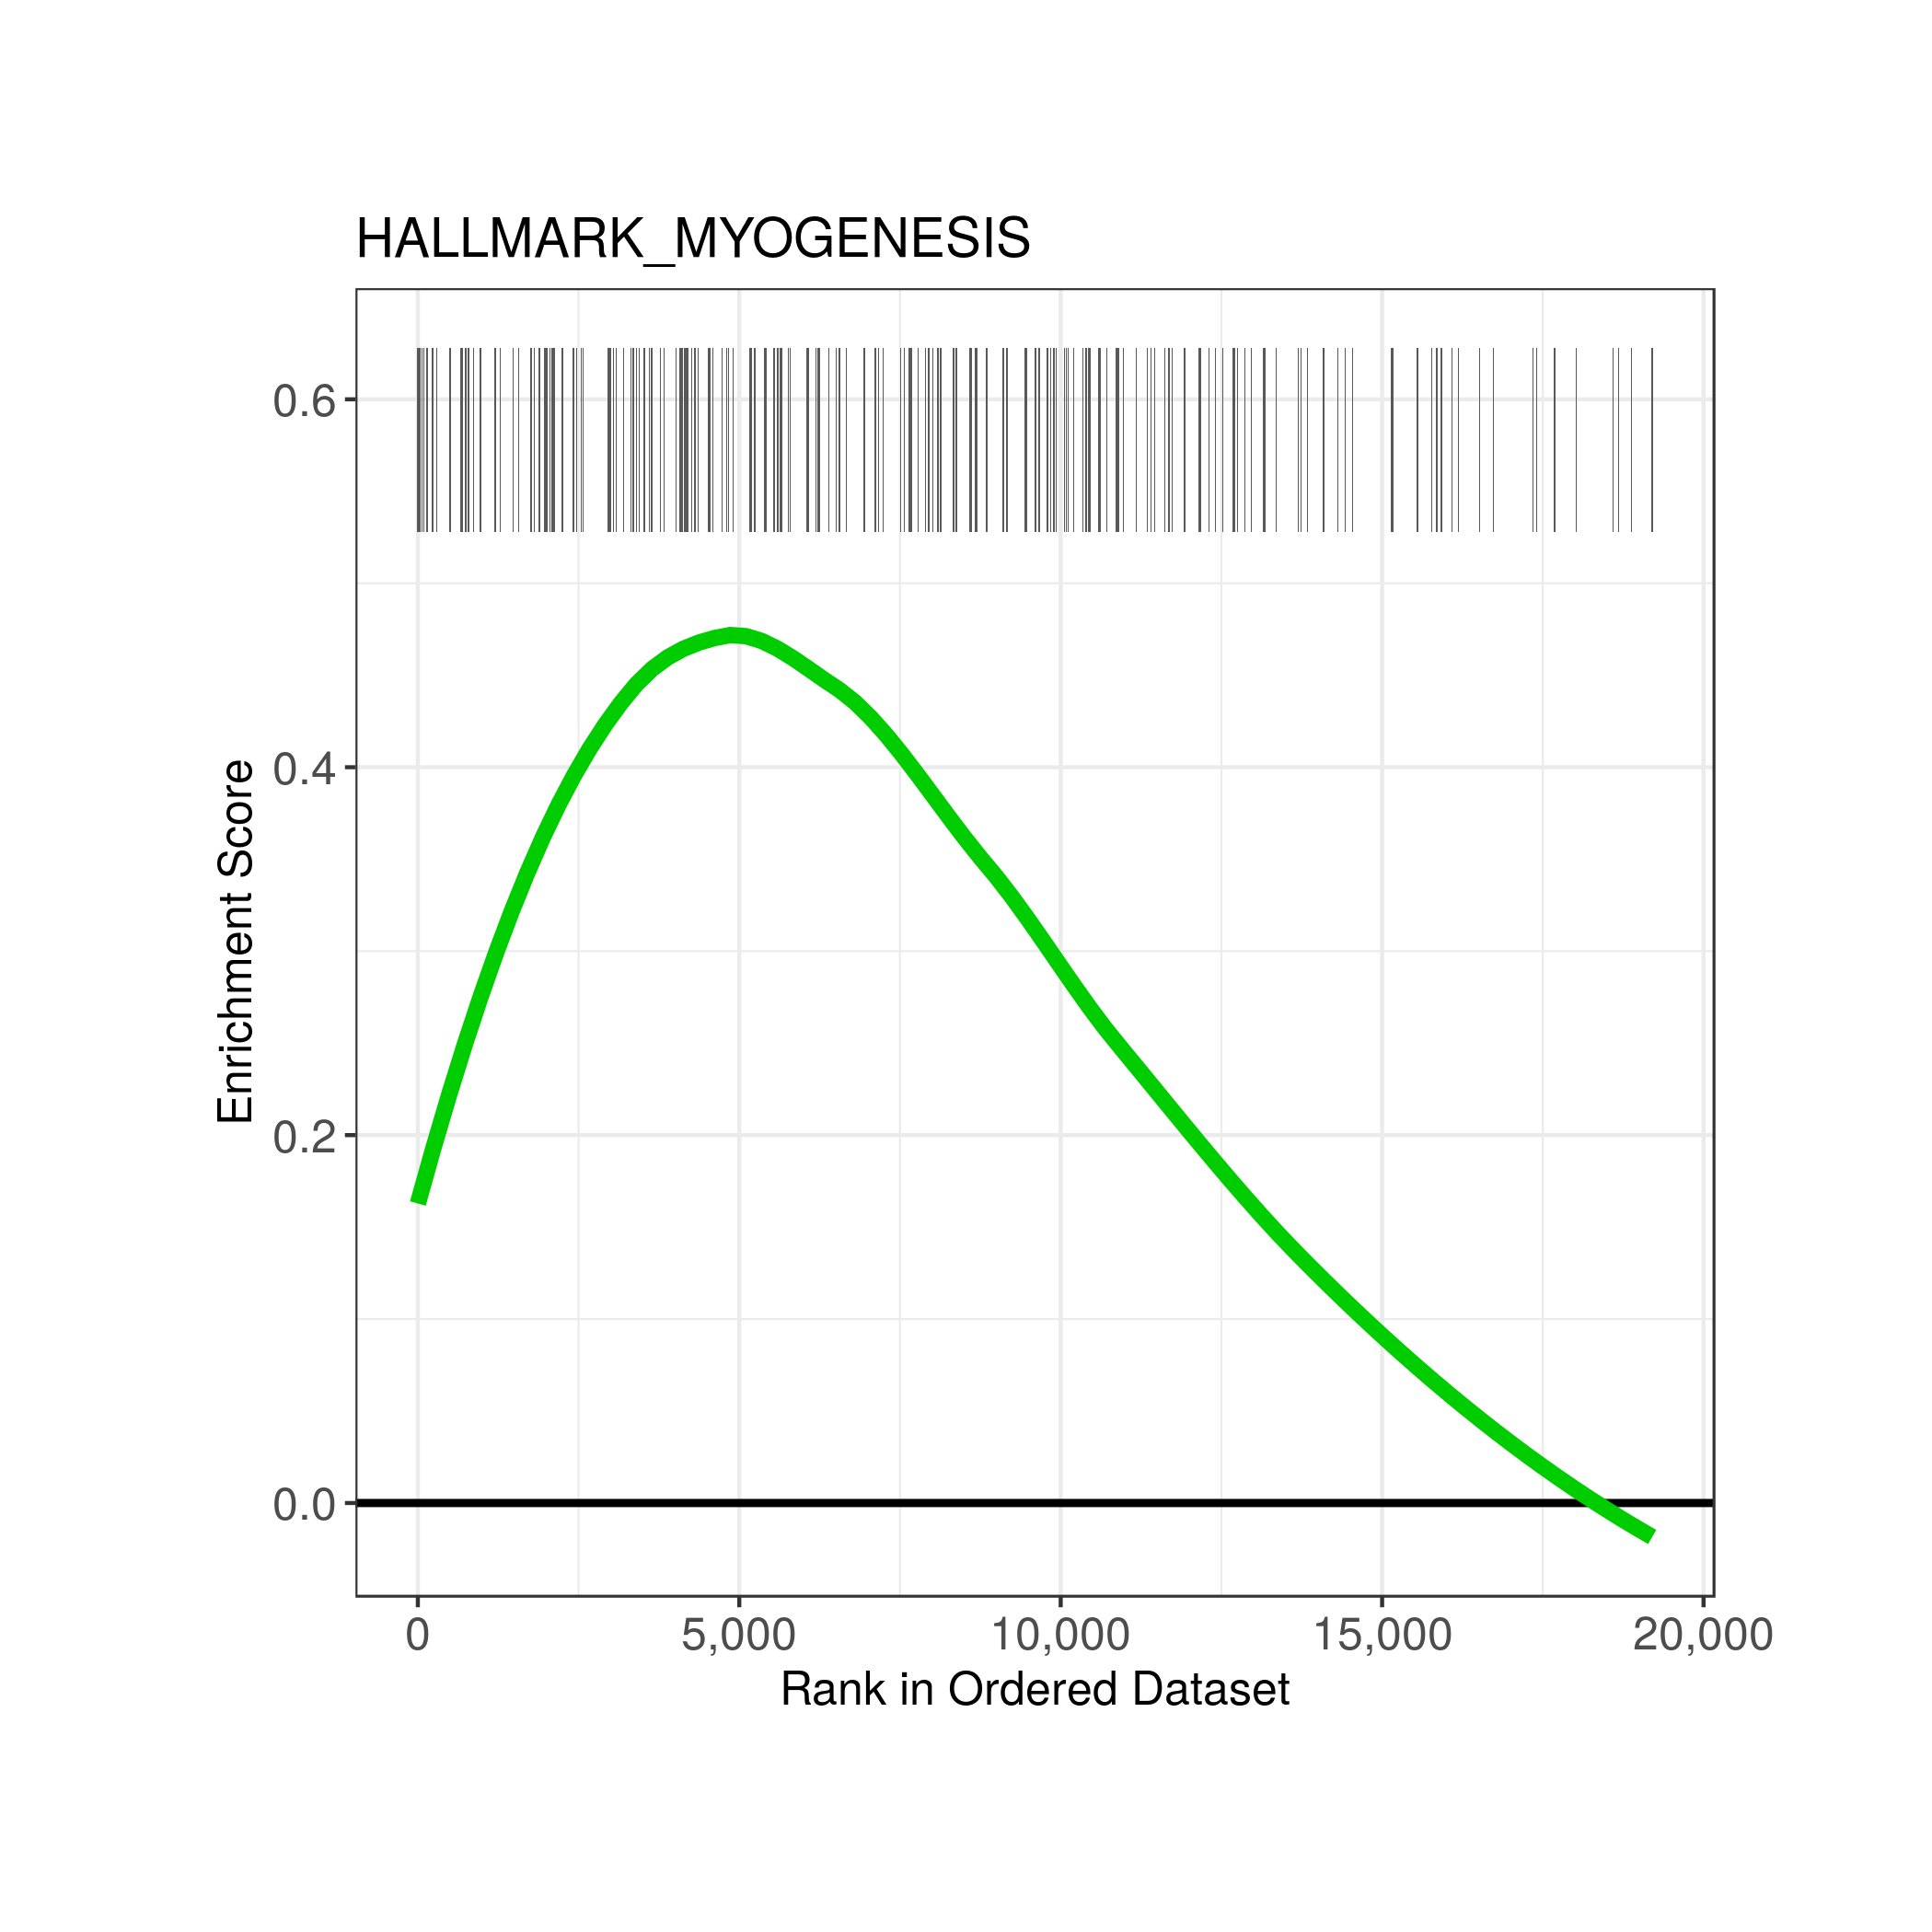 HALLMARK_MYOGENESIS
Enrichment Score
0.6
0.4
0.2
0.0
0 5,000 10,000 15,000 20,000
Rank in Ordered Dataset